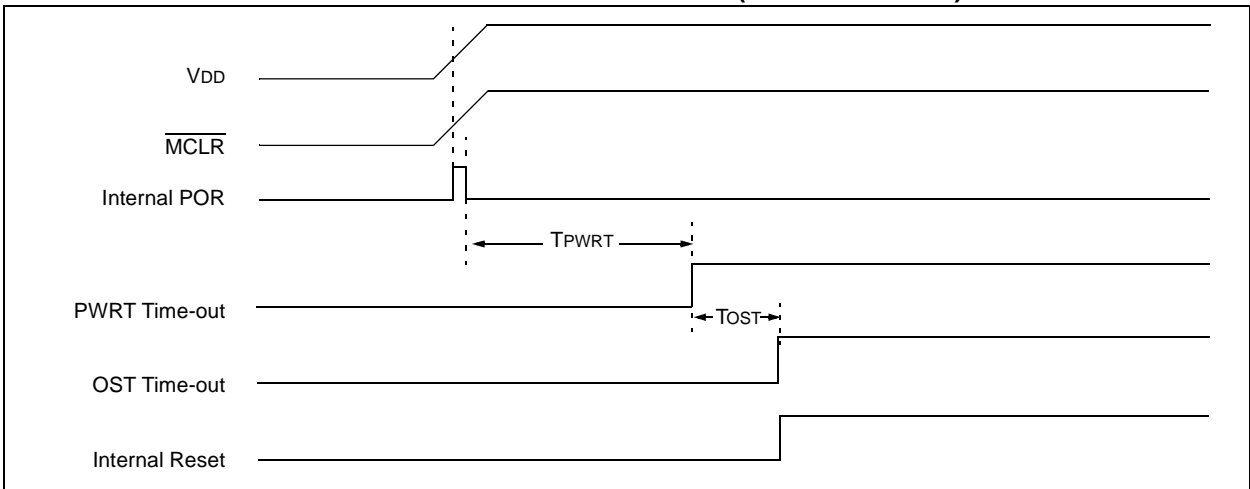 VDD
MCLR
Internal POR
TPWRT
PWRT Time-out
TOST
OST Time-out
Internal Reset